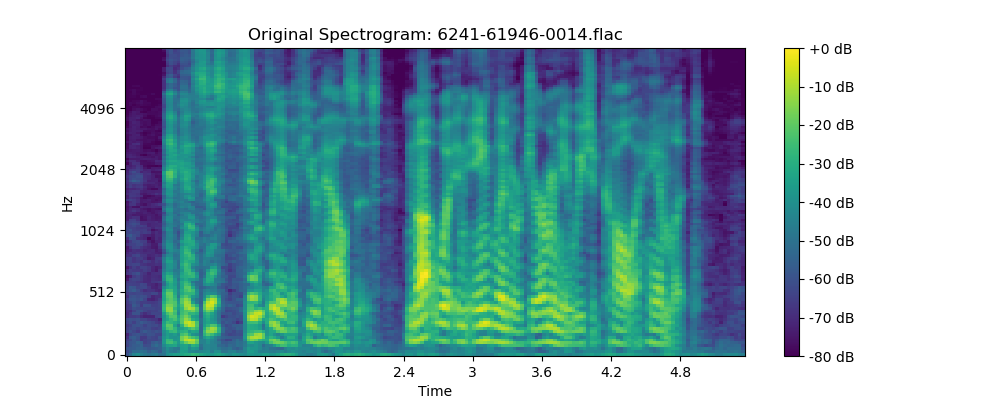 Original Spectrogram: 6241-61946-0014.flac
Hz
4096
2048
1024
512
0
0 0.6 1.2 1.8 2.4 3 3.6 4.2 4.8
Time
+0 dB
-10 dB
-20 dB
-30 dB
-40 dB
-50 dB
-60 dB
-70 dB
-80 dB